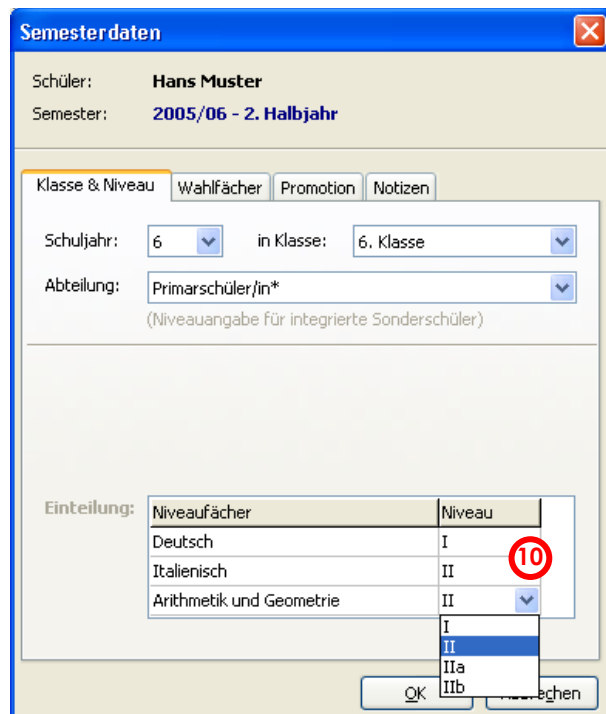 Semesterdaten
Schüler: Hans Muster
Semester: 2005/06 - 2. Halbjahr
Klasse & Niveau Wahlfächer Promotion Notizen
Schuljahr: 6 in Klasse: 6. Klasse
Abteilung: Primarschüler/in*
(Niveauangabe für integrierte Sonderschüler)
Einteilung: Niveaufächer Niveau
Deutsch I
10
Italienisch II
Arithmetik und Geometrie II
I
II
IIa
IIb
OK